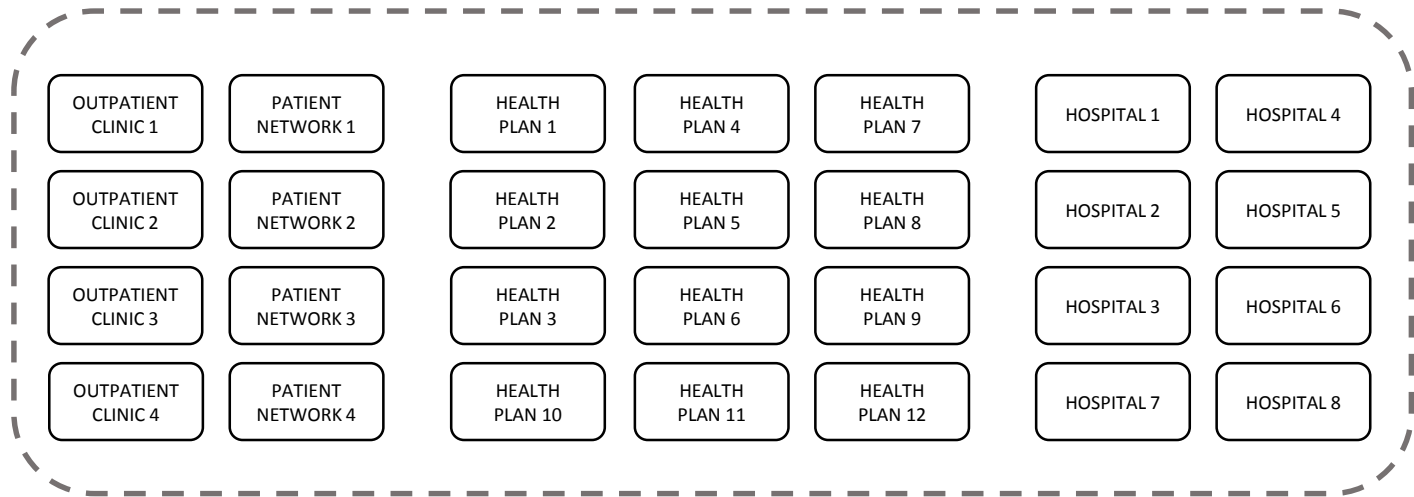 OUTPATIENT
CLINIC 1
PATIENT
NETWORK 1
HEALTH
PLAN 1
HEALTH
PLAN 4
HEALTH
PLAN 7
HOSPITAL 1
HOSPITAL 4
OUTPATIENT
CLINIC 2
PATIENT
NETWORK 2
HEALTH
PLAN 2
HEALTH
PLAN 5
HEALTH
PLAN 8
HOSPITAL 2
HOSPITAL 5
OUTPATIENT
CLINIC 3
PATIENT
NETWORK 3
HEALTH
PLAN 3
HEALTH
PLAN 6
HEALTH
PLAN 9
HOSPITAL 3
HOSPITAL 6
OUTPATIENT
CLINIC 4
PATIENT
NETWORK 4
HEALTH
PLAN 10
HEALTH
PLAN 11
HEALTH
PLAN 12
HOSPITAL 7
HOSPITAL 8